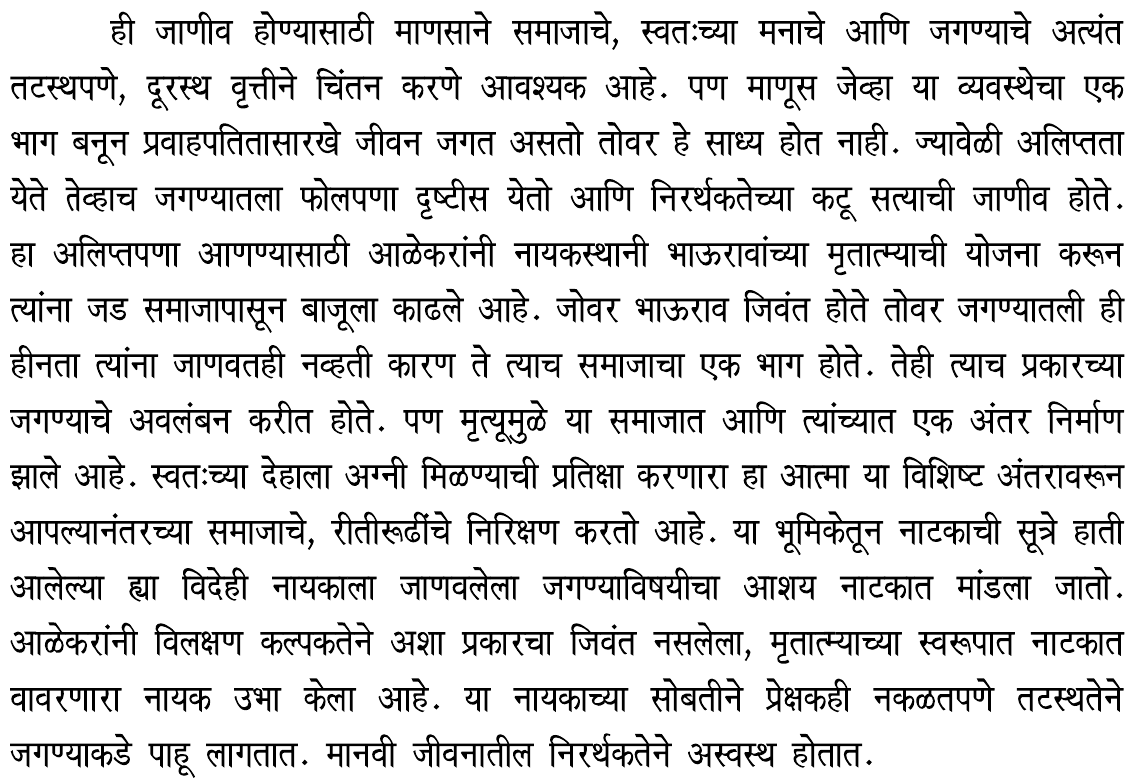 ही जाणीव होण्यासाठी माणसाने समाजाचे, स्वतःच्या मनाचे आणि जगण्याचे अत्यंत
तटस्थपणे, दूरस्थ वृत्तीने चिंतन करणे आवश्यक आहे. पण माणूस जेव्हा या व्यवस्थेचा एक
भाग बनून प्रवाहपतितासारखे जीवन जगत असतो तोवर हे साध्य होत नाही. ज्यावेळी अलिप्तता
येते तेव्हाच जगण्यातला फोलपणा दृष्टीस येतो आणि निरर्थकतेच्या कटू सत्याची जाणीव होते.
हा अलिप्तपणा आणण्यासाठी आळेकरांनी नायकस्थानी भाऊरावांच्या मृतात्म्याची योजना करून
त्यांना जड समाजापासून बाजूला काढले आहे. जोवर भाऊराव जिवंत होते तोवर जगण्यातली ही
हीनता त्यांना जाणवतही नव्हती कारण ते त्याच समाजाचा एक भाग होते. तेही त्याच प्रकारच्या
जगण्याचे अवलंबन करीत होते. पण मृत्यूमुळे या समाजात आणि त्यांच्यात एक अंतर निर्माण
झाले आहे. स्वतःच्या देहाला अग्नी मिळण्याची प्रतिक्षा करणारा हा आत्मा या विशिष्ट अंतरावरून
आपल्यानंतरच्या समाजाचे, रीतीरूढींचे निरिक्षण करतो आहे. या भूमिकेतून नाटकाची सूत्रे हाती
आलेल्या ह्या विदेही नायकाला जाणवलेला जगण्याविषयीचा आशय नाटकात मांडला जातो.
आळेकरांनी विलक्षण कल्पकतेने अशा प्रकारचा जिवंत नसलेला, मृतात्म्याच्या स्वरूपात नाटकात
वावरणारा नायक उभा केला आहे. या नायकाच्या सोबतीने प्रेक्षकही नकळतपणे तटस्थतेने
जगण्याकडे पाहू लागतात. मानवी जीवनातील निरर्थकतेने अस्वस्थ होतात.